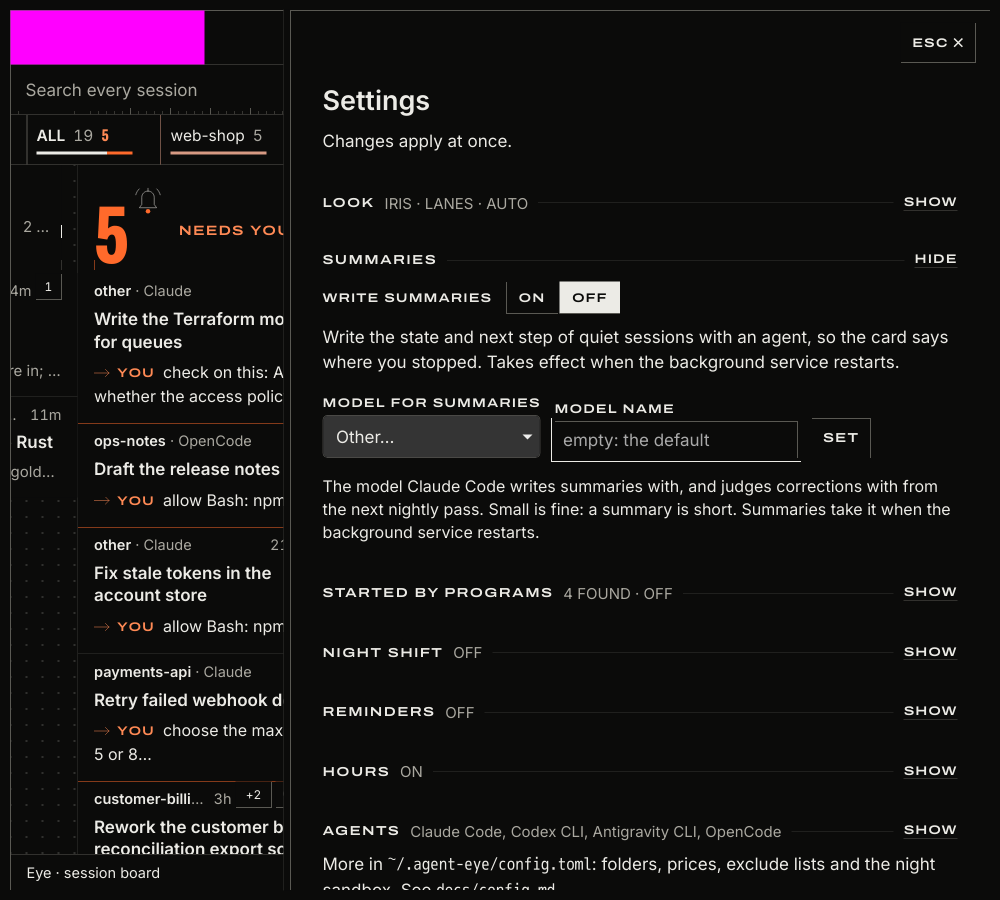 Search every session
ALL 19 5
web-shop 5
2 ...
4m 1
re in; ...
. 11m
Rust
gold...
5
NEEDS YOU
other · Claude
Write the Terraform mo
for queues
→ YOU check on this: A
whether the access polic
ops-notes · OpenCode
Draft the release notes
→ YOU allow Bash: npm
other · Claude 21
Fix stale tokens in the
account store
→ YOU allow Bash: npm
payments-api · Claude
Retry failed webhook d
→ YOU choose the max
5 or 8...
customer-billi... 3h +2
Rework the customer b
reconciliation export sc
Eye · session board
ESC ×
Settings
Changes apply at once.
LOOK IRIS · LANES · AUTO SHOW
SUMMARIES HIDE
WRITE SUMMARIES ON OFF
Write the state and next step of quiet sessions with an agent, so the card says
where you stopped. Takes effect when the background service restarts.
MODEL FOR SUMMARIES MODEL NAME
Other... empty: the default SET
The model Claude Code writes summaries with, and judges corrections with from
the next nightly pass. Small is fine: a summary is short. Summaries take it when the
background service restarts.
STARTED BY PROGRAMS 4 FOUND · OFF SHOW
NIGHT SHIFT OFF SHOW
REMINDERS OFF SHOW
HOURS ON SHOW
AGENTS Claude Code, Codex CLI, Antigravity CLI, OpenCode SHOW
More in ~/.agent-eye/config.toml: folders, prices, exclude lists and the night
sandbox. See docs/config.md